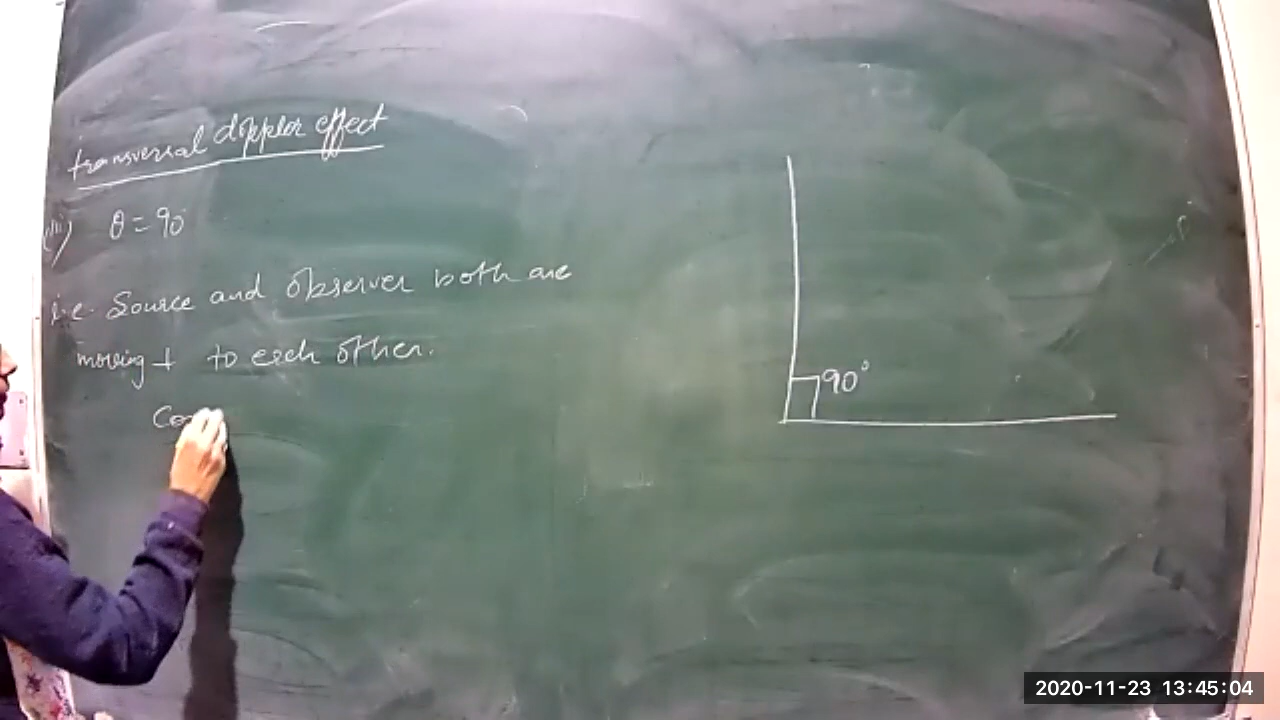 transversal doppler effect
(iii) θ = 90°
i.e. Source and observer both are
moving ⊥ to each other.
Cos
90°
2020-11-23 13:45:04